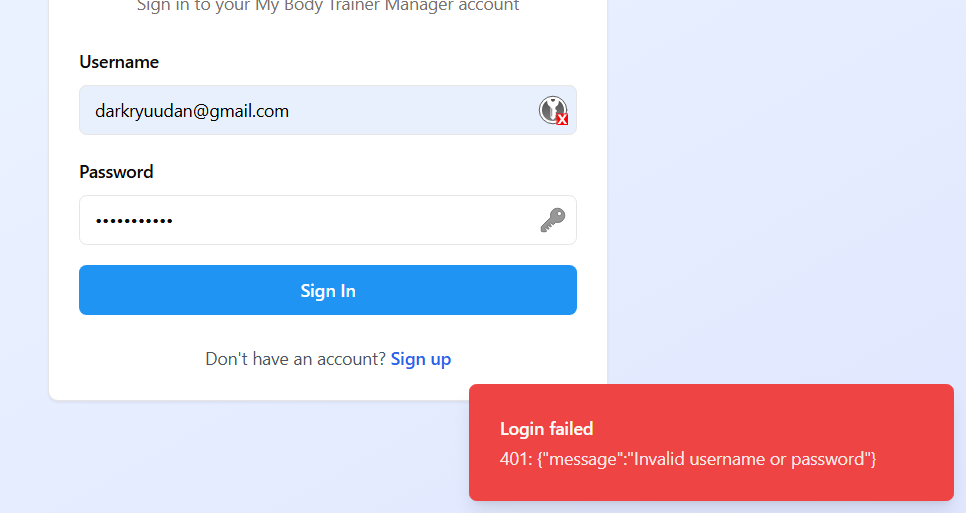 Sign in to your My Body Trainer Manager account
Username
darkryuudan@gmail.com
Password
•••••••••••
Sign In
Don't have an account? Sign up
Login failed
401: {"message":"Invalid username or password"}